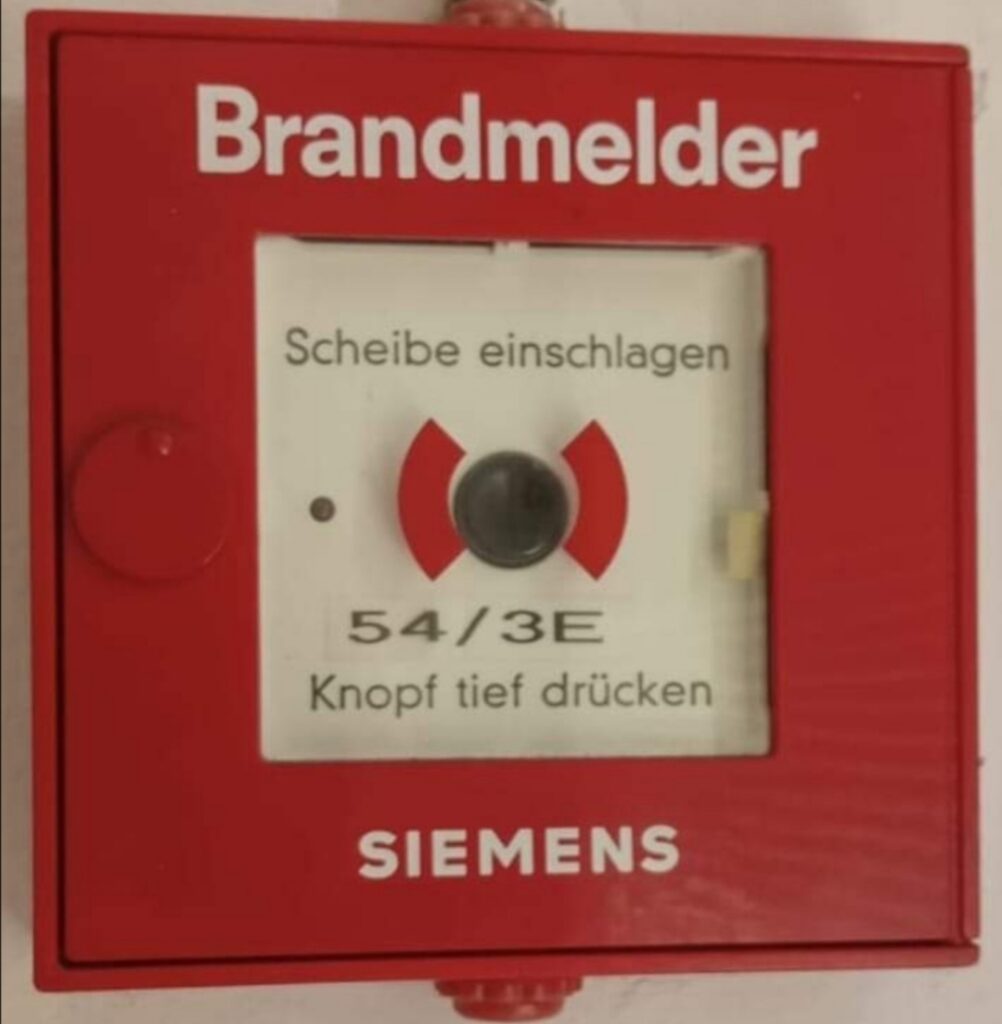 Brandmelder
Scheibe einschlagen
54/3E
Knopf tief drücken
SIEMENS